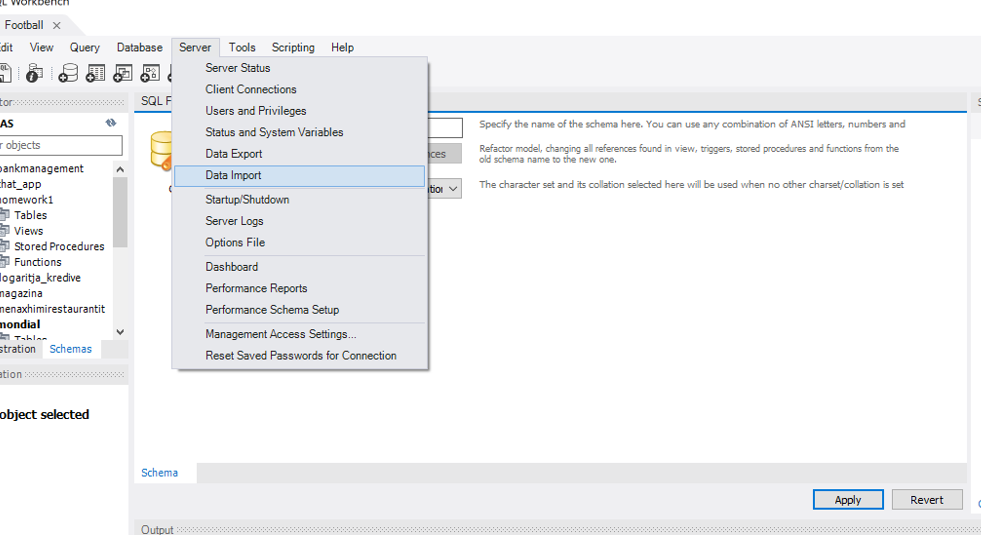 QL Workbench
Football
dit View Query Database Server Tools Scripting Help
Server Status
Client Connections
Users and Privileges
Status and System Variables
Data Export
Data Import
Startup/Shutdown
Server Logs
Options File
Dashboard
Performance Reports
Performance Schema Setup
Management Access Settings...
Reset Saved Passwords for Connection
tor
AS
r objects
bankmanagement
chat_app
homework1
Tables
Views
Stored Procedures
Functions
logaritja_kredive
magazina
menaxhimirestaurantit
mondial
Tables
stration Schemas
ation
object selected
SQL F
Specify the name of the schema here. You can use any combination of ANSI letters, numbers and
nces
Refactor model, changing all references found in view, triggers, stored procedures and functions from the
old schema name to the new one.
The character set and its collation selected here will be used when no other charset/collation is set
Schema
Apply Revert
Output